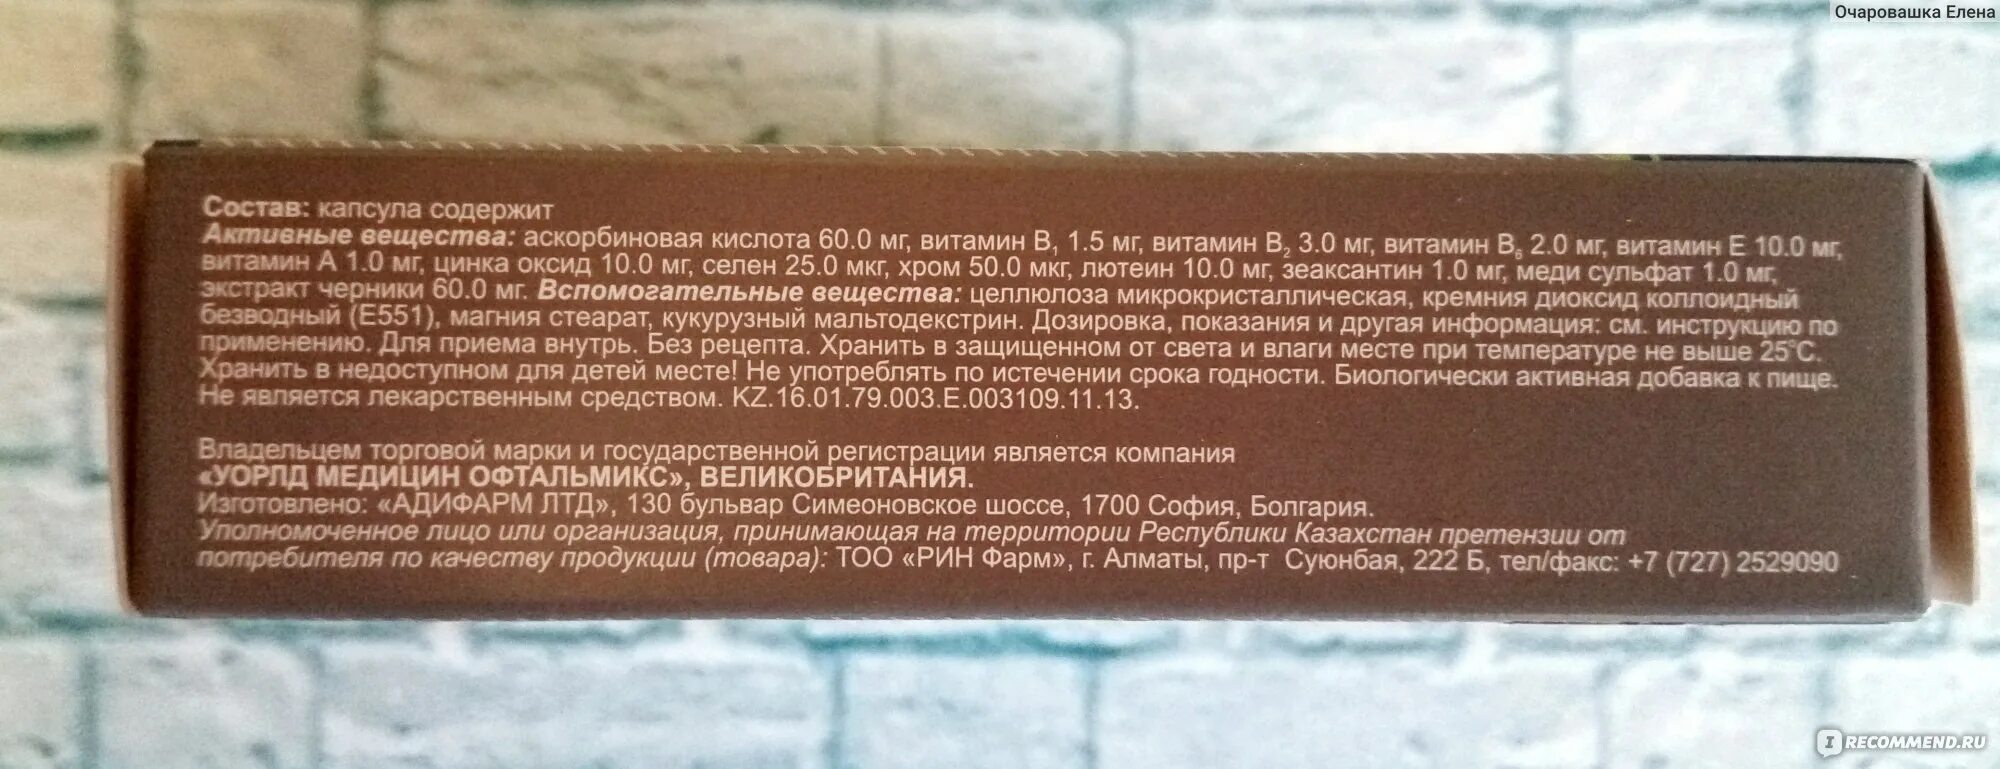 Очаровашка Елена
Состав: капсула содержит
Активные вещества: аскорбиновая кислота 60.0 мг, витамин B₁ 1.5 мг, витамин B₂ 3.0 мг, витамин B₆ 2.0 мг, витамин Е 10.0 мг,
витамин А 1.0 мг, цинка оксид 10.0 мг, селен 25.0 мкг, хром 50.0 мкг, лютеин 10.0 мг, зеаксантин 1.0 мг, меди сульфат 1.0 мг,
экстракт черники 60.0 мг. Вспомогательные вещества: целлюлоза микрокристаллическая, кремния диоксид коллоидный
безводный (Е551), магния стеарат, кукурузный мальтодекстрин. Дозировка, показания и другая информация: см. инструкцию по
применению. Для приема внутрь. Без рецепта. Хранить в защищенном от света и влаги месте при температуре не выше 25°С.
Хранить в недоступном для детей месте! Не употреблять по истечении срока годности. Биологически активная добавка к пище.
Не является лекарственным средством. KZ.16.01.79.003.E.003109.11.13.
Владельцем торговой марки и государственной регистрации является компания
«УОРЛД МЕДИЦИН ОФТАЛЬМИКС», ВЕЛИКОБРИТАНИЯ.
Изготовлено: «АДИФАРМ ЛТД», 130 бульвар Симеоновское шоссе, 1700 София, Болгария.
Уполномоченное лицо или организация, принимающая на территории Республики Казахстан претензии от
потребителя по качеству продукции (товара): ТОО «РИН Фарм», г. Алматы, пр-т Суюнбая, 222 Б, тел/факс: +7 (727) 2529090
I RECOMMEND.RU